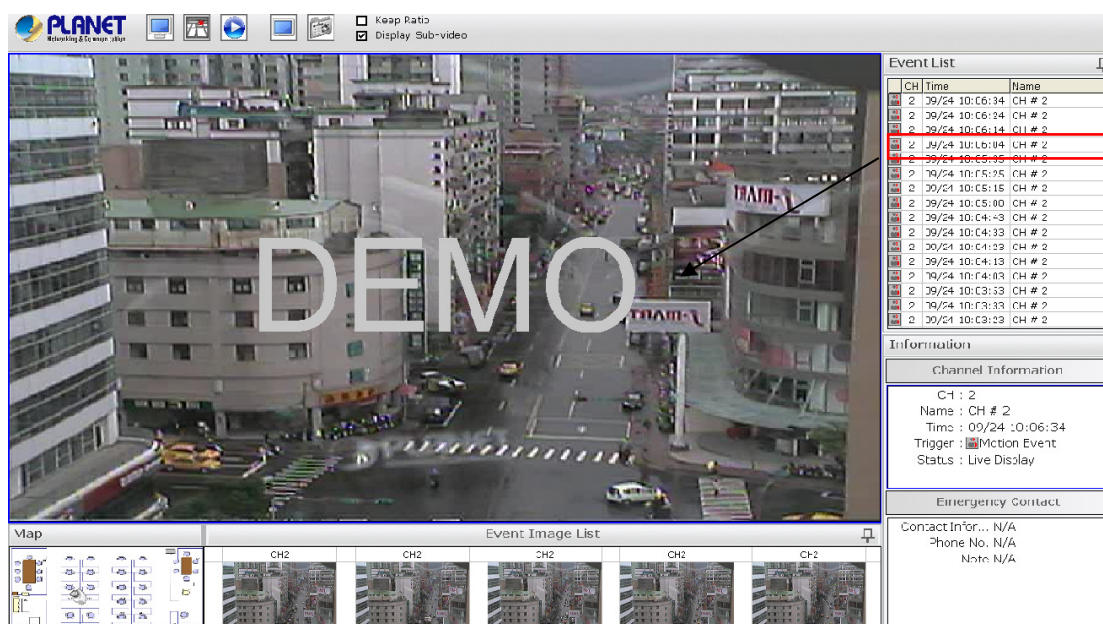 PLANET
Networking & Communication
Keep Ratio
Display Sub-video
DEMO
Event List
CH Time Name
2 09/24 10:06:34 CH # 2
2 09/24 10:06:24 CH # 2
2 09/24 10:06:14 CH # 2
2 09/24 10:06:04 CH # 2
2 09/24 10:05:35 CH # 2
2 09/24 10:05:25 CH # 2
2 09/24 10:05:15 CH # 2
2 09/24 10:05:00 CH # 2
2 09/24 10:04:43 CH # 2
2 09/24 10:04:33 CH # 2
2 09/24 10:04:23 CH # 2
2 09/24 10:04:13 CH # 2
2 09/24 10:04:03 CH # 2
2 09/24 10:03:53 CH # 2
2 09/24 10:03:33 CH # 2
2 09/24 10:03:23 CH # 2
Information
Channel Information
CH : 2
Name : CH # 2
Time : 09/24 10:06:34
Trigger : Motion Event
Status : Live Display
Emergency Contact
Contact Infor... N/A
Phone No. N/A
Note N/A
Map
Event Image List
CH2 CH2 CH2 CH2 CH2